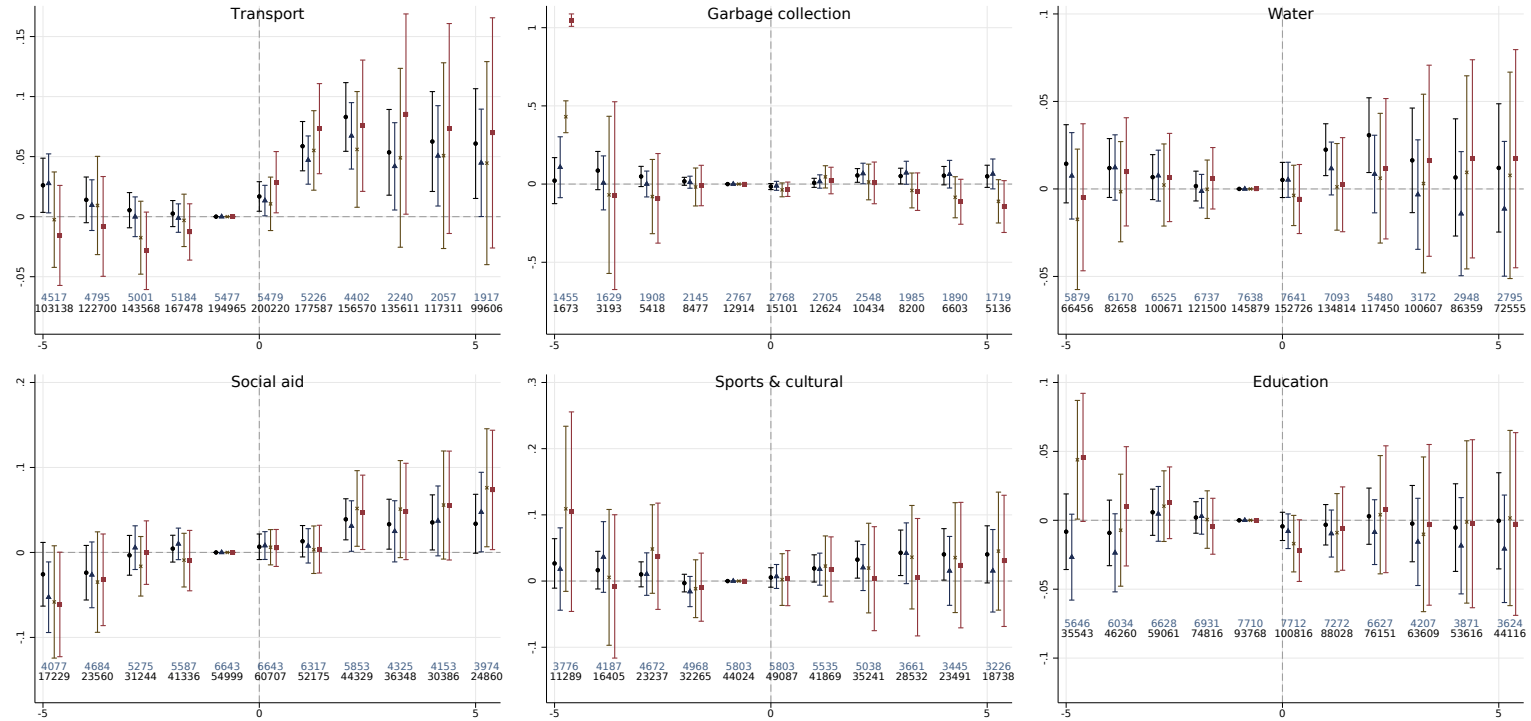 Transport
.15
.1
.05
0
-.05
4517 4795 5001 5184 5477 5479 5226 4402 2240 2057 1917
103138 122700 143568 167478 194965 200220 177587 156570 135611 117311 99606
-5 0 5
Garbage collection
1
.5
0
-.5
1455 1629 1908 2145 2767 2768 2705 2548 1985 1890 1719
1673 3193 5418 8477 12914 15101 12624 10434 8200 6603 5136
-5 0 5
Water
.1
.05
0
-.05
5879 6170 6525 6737 7638 7641 7093 5480 3172 2948 2795
66456 82658 100671 121500 145879 152726 134814 117450 100607 86359 72555
-5 0 5
Social aid
.2
.1
0
-.1
4077 4684 5275 5587 6643 6643 6317 5853 4325 4153 3974
17229 23560 31244 41336 54999 60707 52175 44329 36348 30386 24860
-5 0 5
Sports & cultural
.3
.2
.1
0
-.1
3776 4187 4672 4968 5803 5803 5535 5038 3661 3445 3226
11289 16405 23237 32265 44024 49087 41869 35241 28532 23491 18738
-5 0 5
Education
.1
.05
0
-.05
-.1
5646 6034 6628 6931 7710 7712 7272 6627 4207 3871 3624
35543 46260 59061 74816 93768 100816 88028 76151 63609 53616 44116
-5 0 5